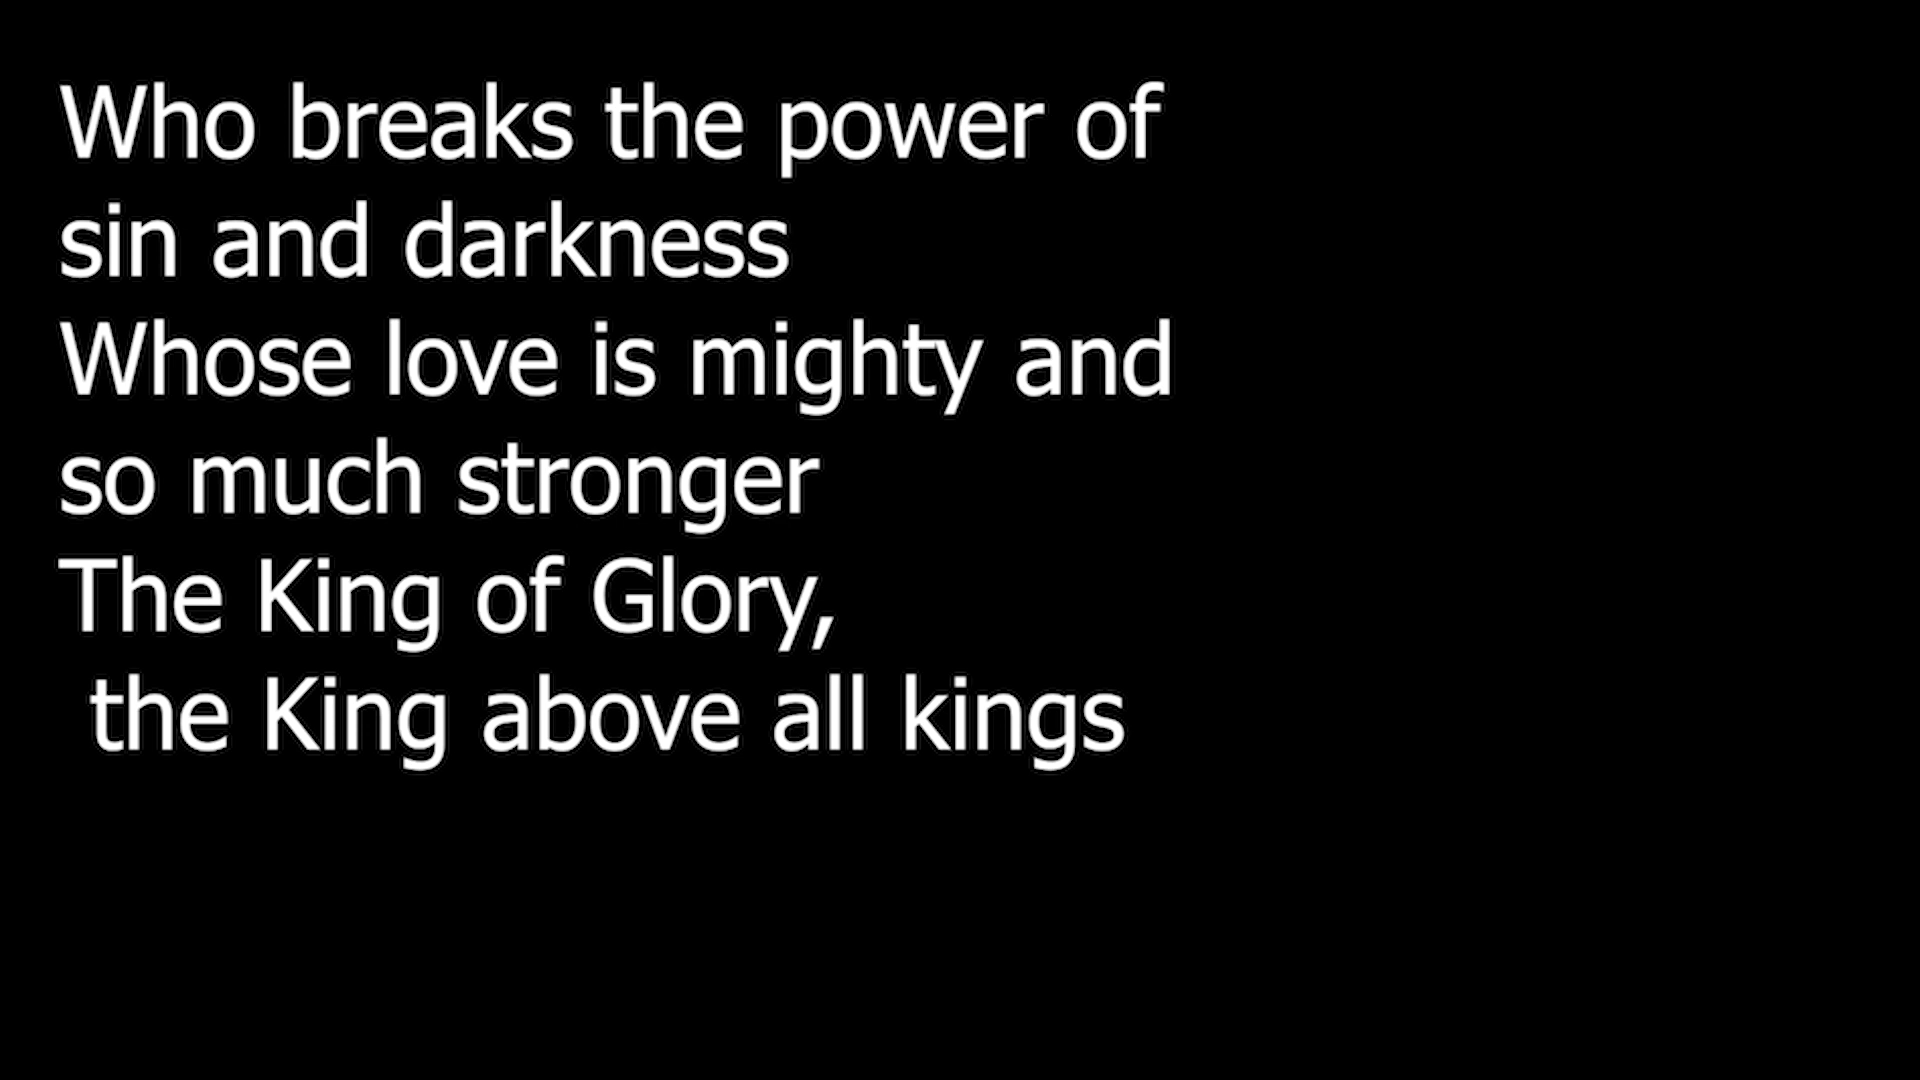 Who breaks the power of
sin and darkness
Whose love is mighty and
so much stronger
The King of Glory,
the King above all kings